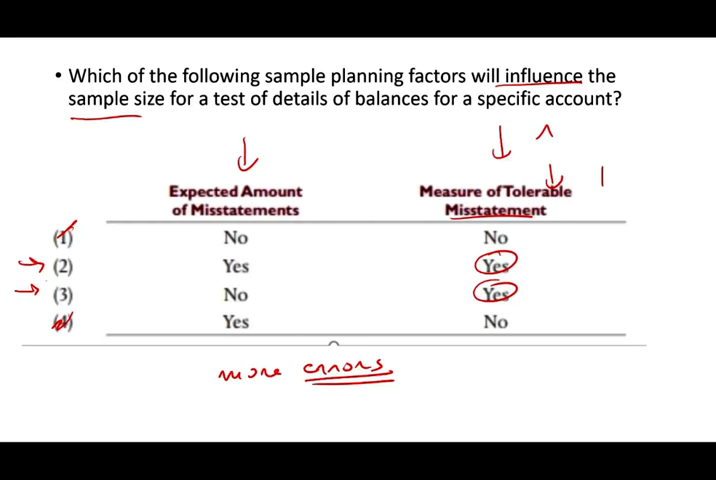 • Which of the following sample planning factors will influence the
sample size for a test of details of balances for a specific account?
Expected Amount Measure of Tolerable
of Misstatements Misstatement
(1) No No
(2) Yes Yes
(3) No Yes
(4) Yes No
more errors